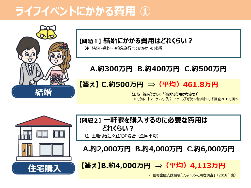 ライフイベントにかかる費用 ①
【問題1】結婚にかかる費用はどれくらい?
A.約300万円 B.約400万円 C.約500万円
【答え】C.約500万円 ⇒（平均）461.8万円
結婚
【問題2】一軒家を購入するのに必要な費用は
どれくらい?
A.約2,000万円 B.約4,000万円 C.約6,000万円
【答え】B.約4,000万円 ⇒（平均）4,113万円
住宅購入